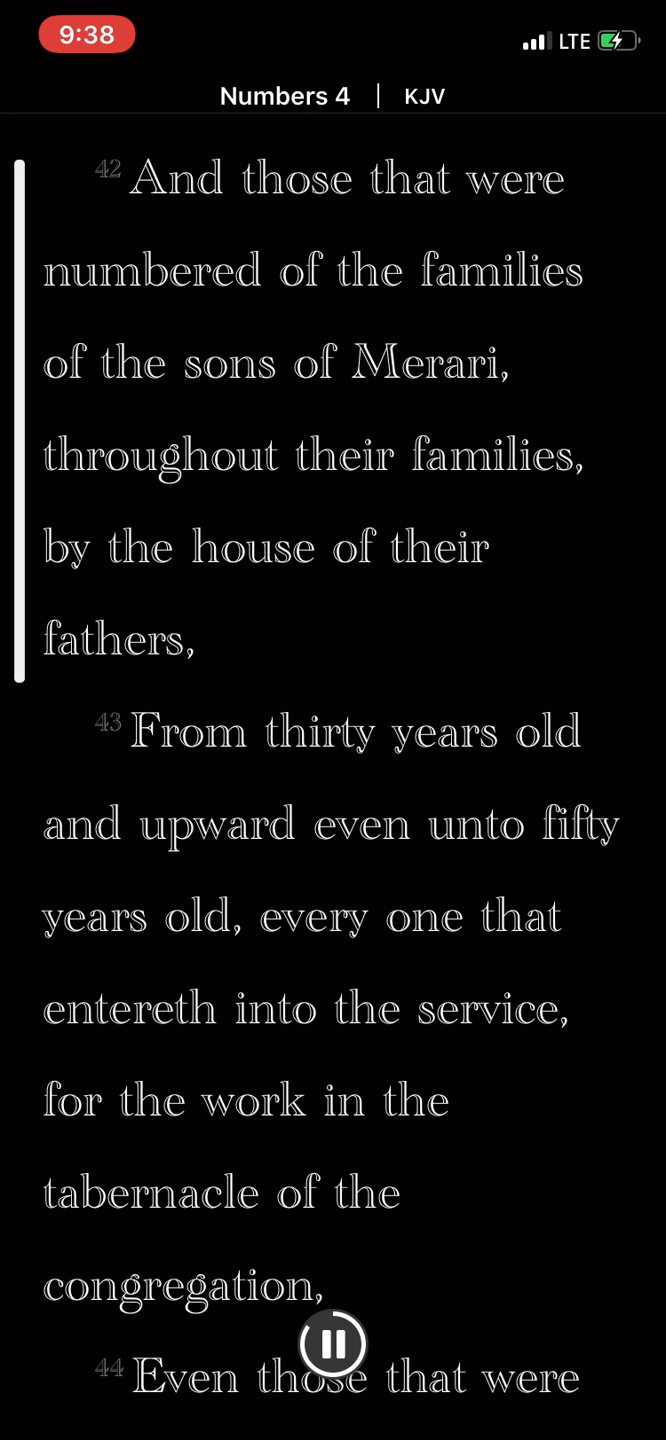 9:38
LTE
Numbers 4 | KJV
42 And those that were
numbered of the families
of the sons of Merari,
throughout their families,
by the house of their
fathers,
43 From thirty years old
and upward even unto fifty
years old, every one that
entereth into the service,
for the work in the
tabernacle of the
congregation,
44 Even those that were